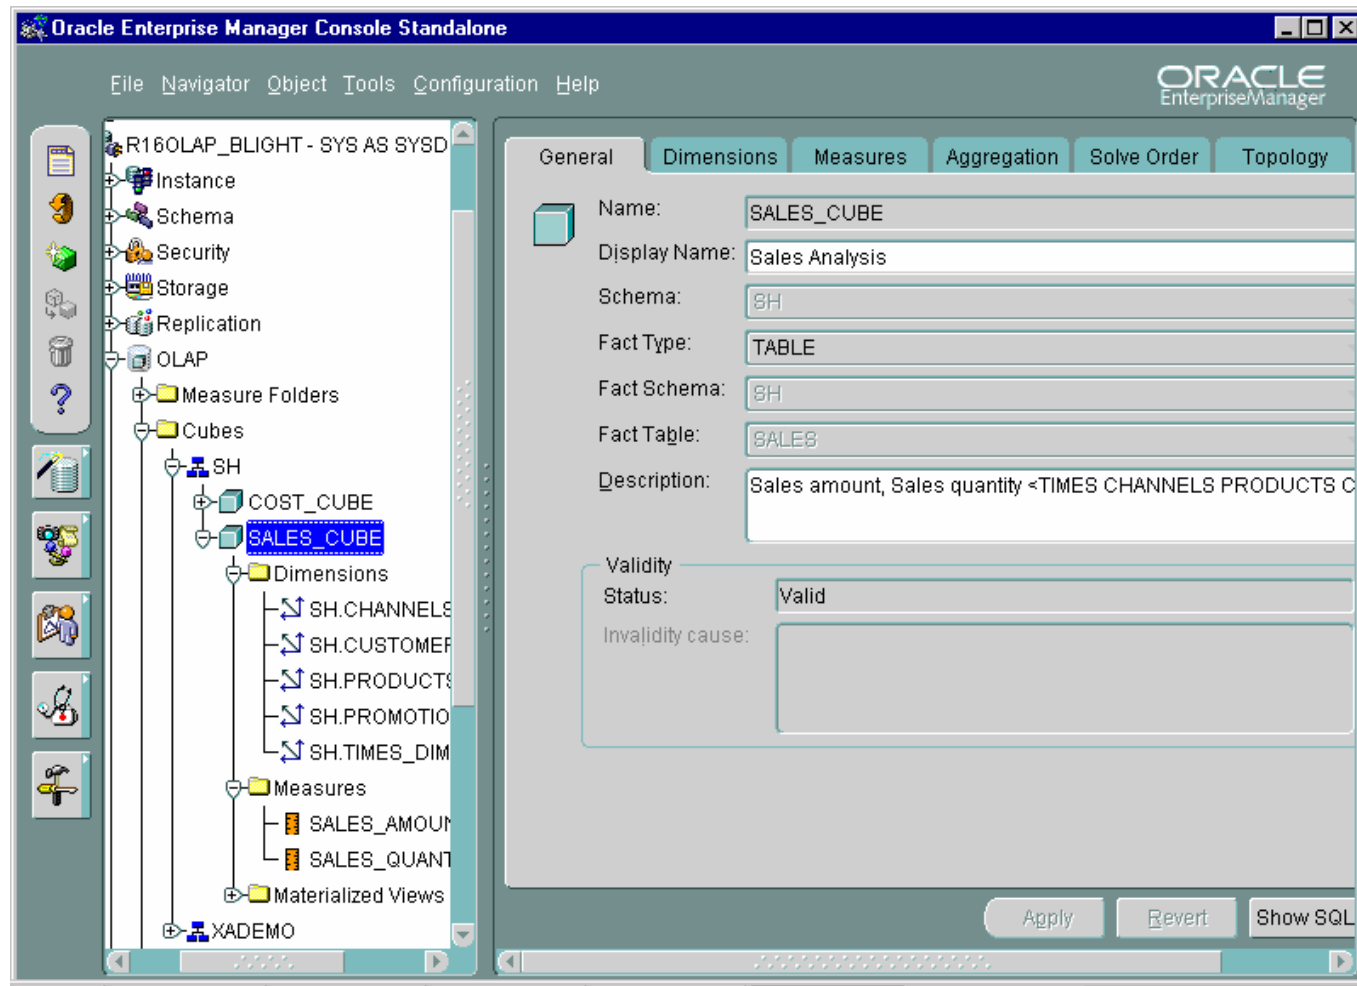 Oracle Enterprise Manager Console Standalone
File Navigator Object Tools Configuration Help
ORACLE
EnterpriseManager
R16OLAP_BLIGHT - SYS AS SYSD
Instance
Schema
Security
Storage
Replication
OLAP
Measure Folders
Cubes
SH
COST_CUBE
SALES_CUBE
Dimensions
SH.CHANNELS
SH.CUSTOMER
SH.PRODUCTS
SH.PROMOTIO
SH.TIMES_DIM
Measures
SALES_AMOUN
SALES_QUANT
Materialized Views
XADEMO
General Dimensions Measures Aggregation Solve Order Topology
Name: SALES_CUBE
Display Name: Sales Analysis
Schema: SH
Fact Type: TABLE
Fact Schema: SH
Fact Table: SALES
Description: Sales amount, Sales quantity <TIMES CHANNELS PRODUCTS C
Validity
Status: Valid
Invalidity cause:
Apply Revert Show SQL